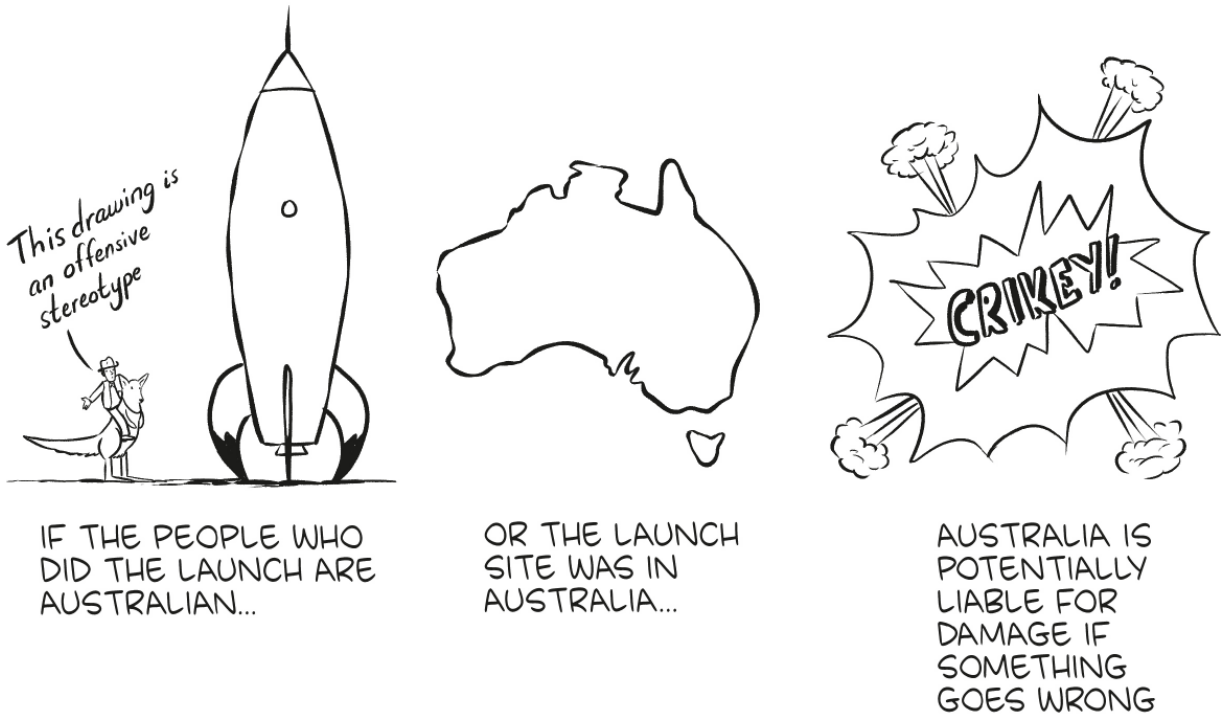 This drawing is
an offensive
stereotype
IF THE PEOPLE WHO
DID THE LAUNCH ARE
AUSTRALIAN...
OR THE LAUNCH
SITE WAS IN
AUSTRALIA...
CRIKEY!
AUSTRALIA IS
POTENTIALLY
LIABLE FOR
DAMAGE IF
SOMETHING
GOES WRONG